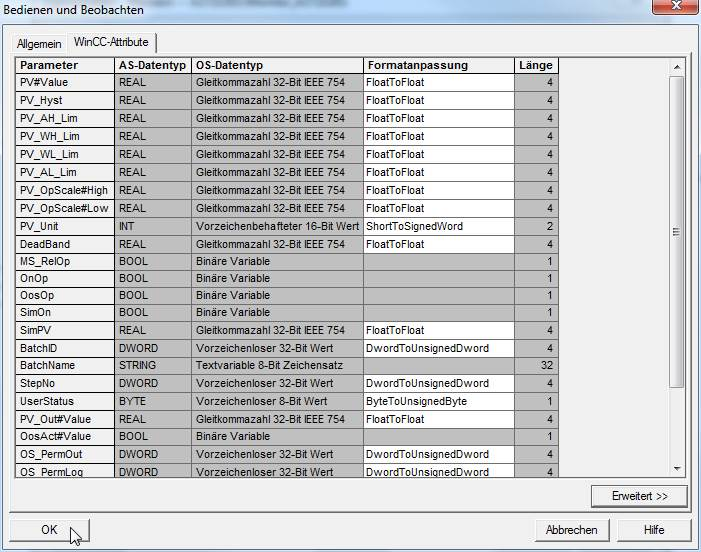 Bedienen und Beobachten
Allgemein WinCC-Attribute
Parameter AS-Datentyp OS-Datentyp Formatanpassung Länge
PV#Value REAL Gleitkommazahl 32-Bit IEEE 754 FloatToFloat 4
PV_Hyst REAL Gleitkommazahl 32-Bit IEEE 754 FloatToFloat 4
PV_AH_Lim REAL Gleitkommazahl 32-Bit IEEE 754 FloatToFloat 4
PV_WH_Lim REAL Gleitkommazahl 32-Bit IEEE 754 FloatToFloat 4
PV_WL_Lim REAL Gleitkommazahl 32-Bit IEEE 754 FloatToFloat 4
PV_AL_Lim REAL Gleitkommazahl 32-Bit IEEE 754 FloatToFloat 4
PV_OpScale#High REAL Gleitkommazahl 32-Bit IEEE 754 FloatToFloat 4
PV_OpScale#Low REAL Gleitkommazahl 32-Bit IEEE 754 FloatToFloat 4
PV_Unit INT Vorzeichenbehafteter 16-Bit Wert ShortToSignedWord 2
DeadBand REAL Gleitkommazahl 32-Bit IEEE 754 FloatToFloat 4
MS_RelOp BOOL Binäre Variable 1
OnOp BOOL Binäre Variable 1
OosOp BOOL Binäre Variable 1
SimOn BOOL Binäre Variable 1
SimPV REAL Gleitkommazahl 32-Bit IEEE 754 FloatToFloat 4
BatchID DWORD Vorzeichenloser 32-Bit Wert DwordToUnsignedDword 4
BatchName STRING Textvariable 8-Bit Zeichensatz 32
StepNo DWORD Vorzeichenloser 32-Bit Wert DwordToUnsignedDword 4
UserStatus BYTE Vorzeichenloser 8-Bit Wert ByteToUnsignedByte 1
PV_Out#Value REAL Gleitkommazahl 32-Bit IEEE 754 FloatToFloat 4
OosAct#Value BOOL Binäre Variable 1
OS_PermOut DWORD Vorzeichenloser 32-Bit Wert DwordToUnsignedDword 4
OS_PermLog DWORD Vorzeichenloser 32-Bit Wert DwordToUnsignedDword 4
Erweitert >>
OK Abbrechen Hilfe